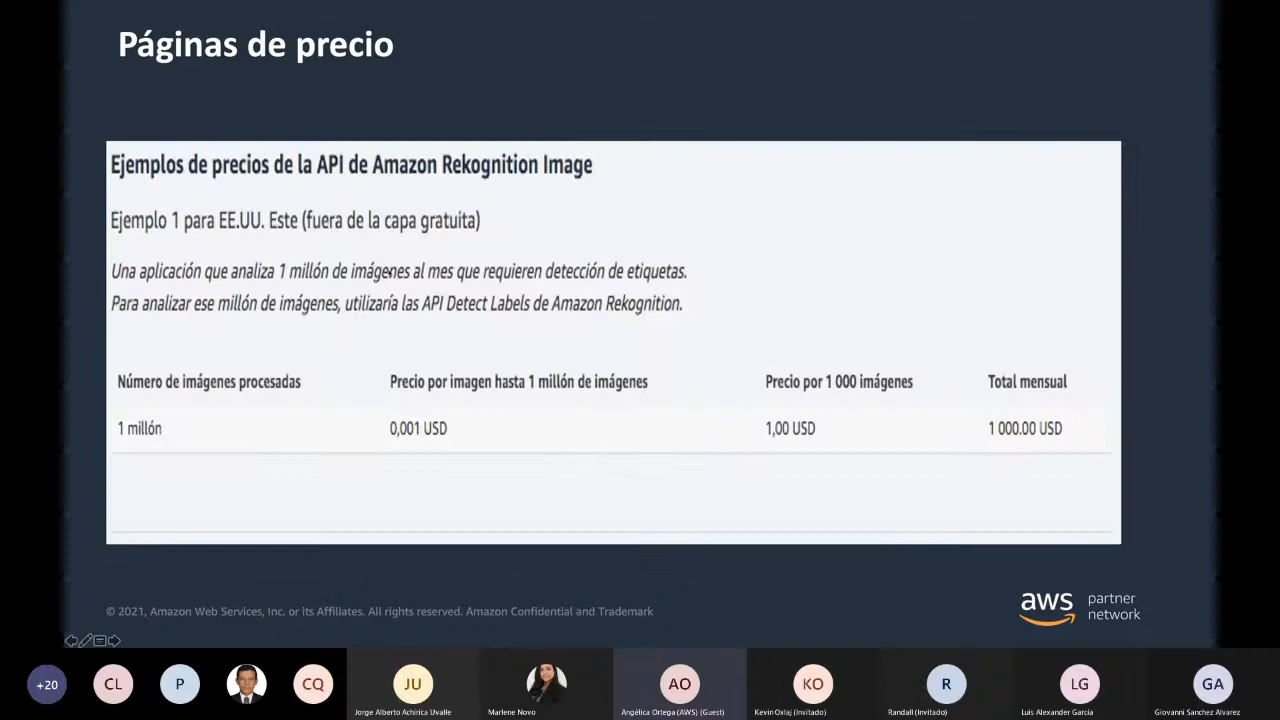 Páginas de precio
Ejemplos de precios de la API de Amazon Rekognition Image
Ejemplo 1 para EE.UU. Este (fuera de la capa gratuita)
Una aplicación que analiza 1 millón de imágenes al mes que requieren detección de etiquetas.
Para analizar ese millón de imágenes, utilizaría las API Detect Labels de Amazon Rekognition.
Número de imágenes procesadas Precio por imagen hasta 1 millón de imágenes Precio por 1 000 imágenes Total mensual
1 millón 0,001 USD 1,00 USD 1 000.00 USD
© 2021, Amazon Web Services, Inc. or its Affiliates. All rights reserved. Amazon Confidential and Trademark
aws partner network
+20 CL P CQ JU AO KO R LG GA
Jorge Alberto Achirica Uvalle Marlene Novo Angélica Ortega (AWS) (Guest) Kevin Oxlaj (Invitado) Randall (Invitado) Luis Alexander Garcia Giovanni Sanchez Alvarez